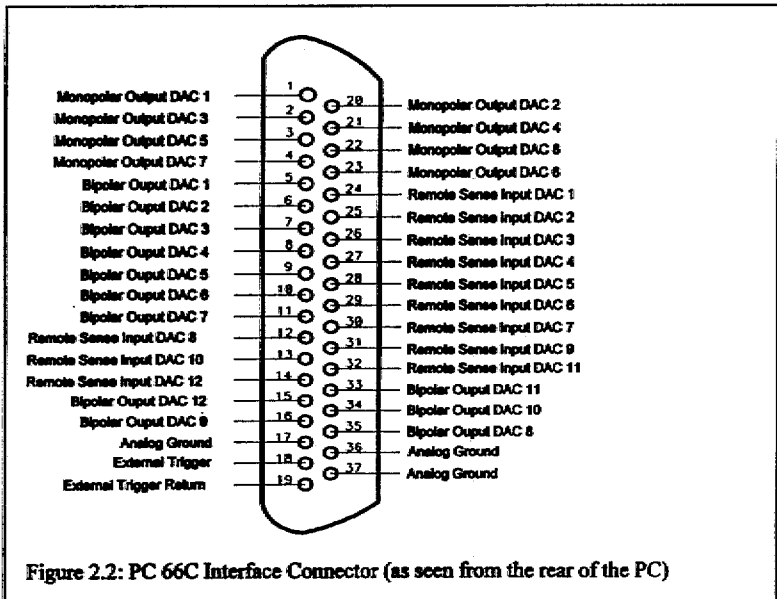 Monopolar Output DAC 1 1
Monopolar Output DAC 3 2
Monopolar Output DAC 5 3
Monopolar Output DAC 7 4
Bipolar Ouput DAC 1 5
Bipolar Ouput DAC 2 6
Bipolar Ouput DAC 3 7
Bipolar Ouput DAC 4 8
Bipolar Ouput DAC 5 9
Bipolar Ouput DAC 6 10
Bipolar Ouput DAC 7 11
Remote Sense Input DAC 8 12
Remote Sense Input DAC 10 13
Remote Sense Input DAC 12 14
Bipolar Ouput DAC 12 15
Bipolar Ouput DAC 9 16
Analog Ground 17
External Trigger 18
External Trigger Return 19
20 Monopolar Output DAC 2
21 Monopolar Output DAC 4
22 Monopolar Output DAC
23 Monopolar Output DAC
24 Remote Sense Input DAC 1
25 Remote Sense Input DAC 2
26 Remote Sense Input DAC 3
27 Remote Sense Input DAC 4
28 Remote Sense Input DAC 5
29 Remote Sense Input DAC 6
30 Remote Sense Input DAC 7
31 Remote Sense Input DAC 9
32 Remote Sense Input DAC 11
33 Bipolar Ouput DAC 11
34 Bipolar Ouput DAC 10
35 Bipolar Ouput DAC 8
36 Analog Ground
37 Analog Ground
Figure 2.2: PC 66C Interface Connector (as seen from the rear of the PC)